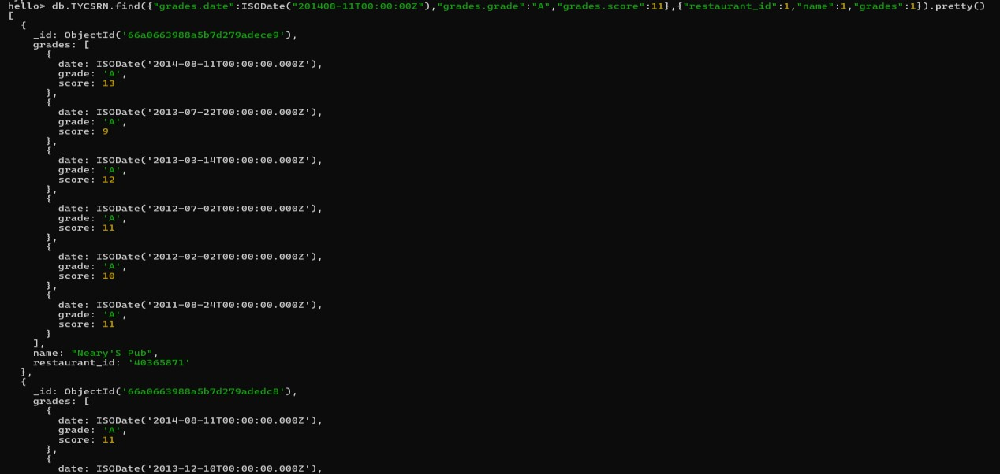 hello> db.TYCSRN.find({"grades.date":ISODate("201408-11T00:00:00Z"),"grades.grade":"A","grades.score":11},{"restaurant_id":1,"name":1,"grades":1}).pretty()
[
{
_id: ObjectId('66a0663988a5b7d279adece9'),
grades: [
{
date: ISODate('2014-08-11T00:00:00.000Z'),
grade: 'A',
score: 13
},
{
date: ISODate('2013-07-22T00:00:00.000Z'),
grade: 'A',
score: 9
},
{
date: ISODate('2013-03-14T00:00:00.000Z'),
grade: 'A',
score: 12
},
{
date: ISODate('2012-07-02T00:00:00.000Z'),
grade: 'A',
score: 11
},
{
date: ISODate('2012-02-02T00:00:00.000Z'),
grade: 'A',
score: 10
},
{
date: ISODate('2011-08-24T00:00:00.000Z'),
grade: 'A',
score: 11
}
],
name: "Neary'S Pub",
restaurant_id: '40365871'
},
{
_id: ObjectId('66a0663988a5b7d279adedc8'),
grades: [
{
date: ISODate('2014-08-11T00:00:00.000Z'),
grade: 'A',
score: 11
},
{
date: ISODate('2013-12-10T00:00:00.000Z'),